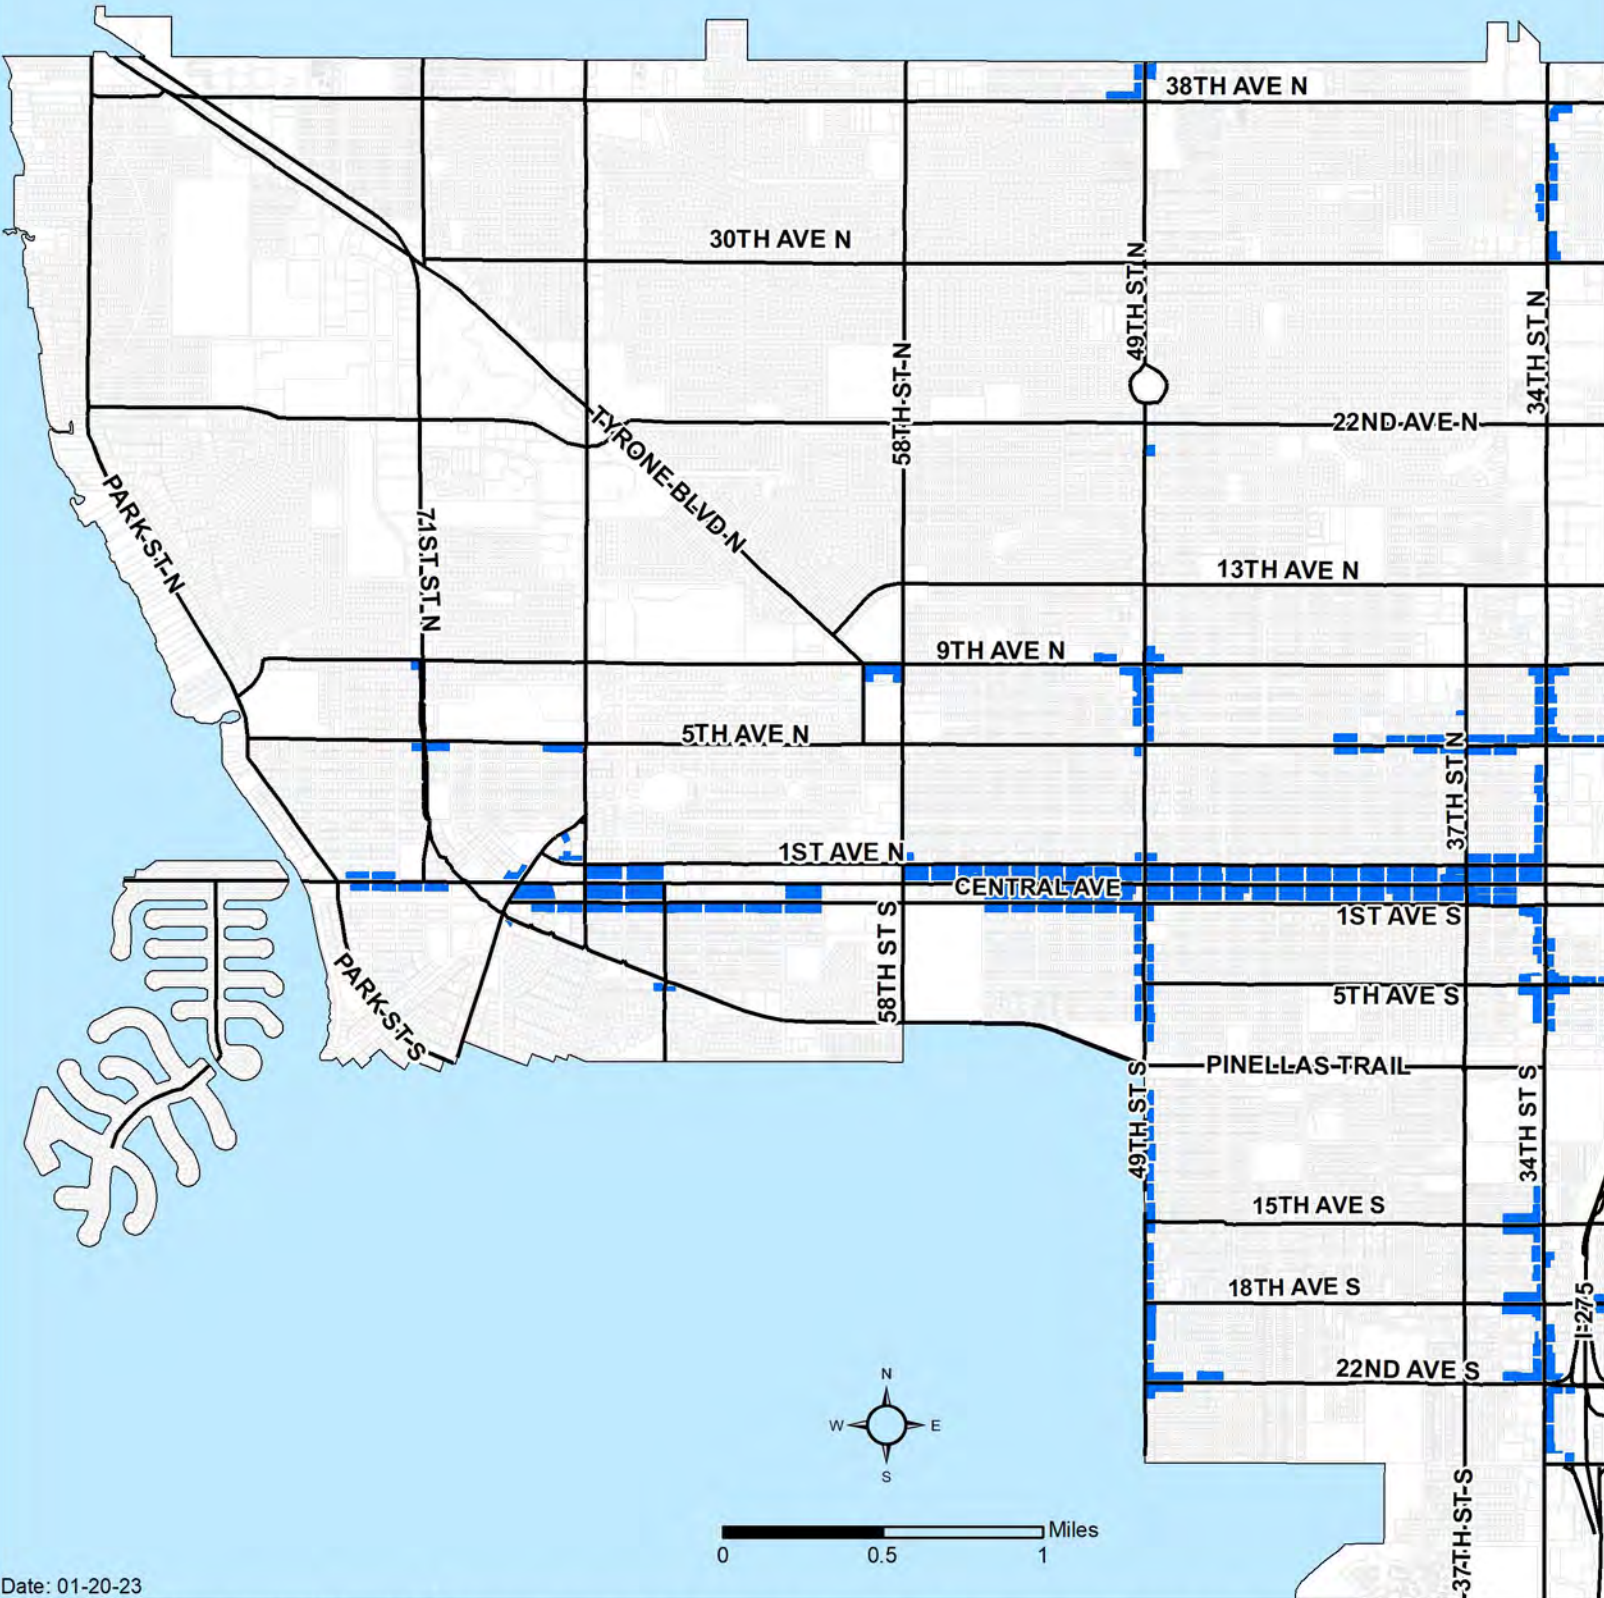 38TH AVE N
30TH AVE N
49TH ST N
34TH ST N
58TH ST N
22ND AVE N
TYRONE BLVD N
PARK ST N
71ST ST N
13TH AVE N
9TH AVE N
5TH AVE N
37TH ST N
1ST AVE N
CENTRAL AVE
1ST AVE S
58TH ST S
PARK ST S
5TH AVE S
PINELLAS TRAIL
49TH ST S
34TH ST S
15TH AVE S
18TH AVE S
I-275
22ND AVE S
N
W
E
S
37TH ST S
Miles
0
0.5
1
Date: 01-20-23